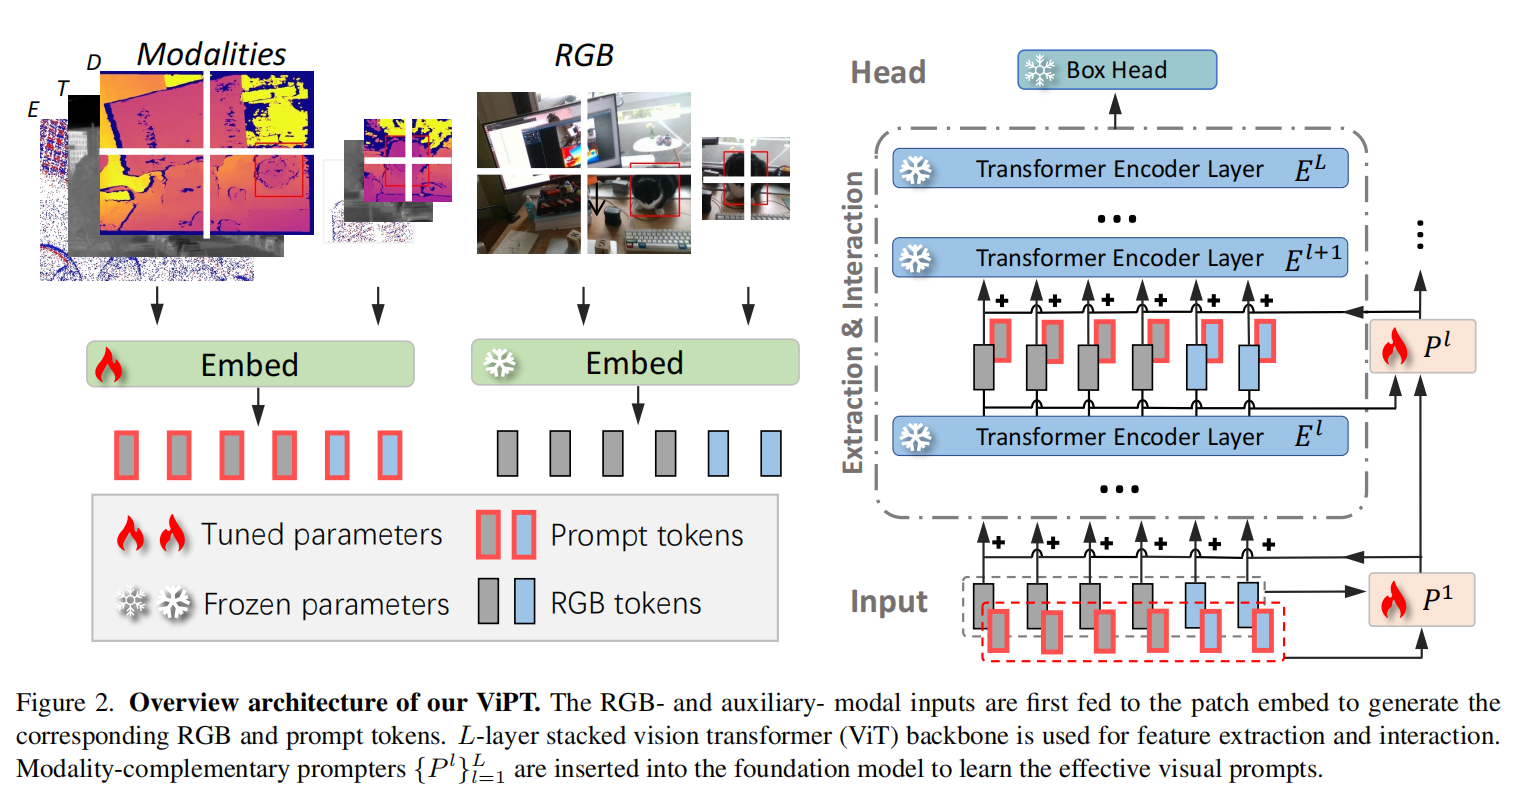 Modalities
RGB
D
T
E
Embed
Embed
Tuned parameters
Prompt tokens
Frozen parameters
RGB tokens
Head
Box Head
Extraction & Interaction
Transformer Encoder Layer E^L
...
Transformer Encoder Layer E^{l+1}
+ + + + + +
P^l
Transformer Encoder Layer E^l
...
+ + + + + +
Input
P^1
Figure 2. Overview architecture of our ViPT. The RGB- and auxiliary- modal inputs are first fed to the patch embed to generate the
corresponding RGB and prompt tokens. L-layer stacked vision transformer (ViT) backbone is used for feature extraction and interaction.
Modality-complementary prompters {P^l}_{l=1}^L are inserted into the foundation model to learn the effective visual prompts.